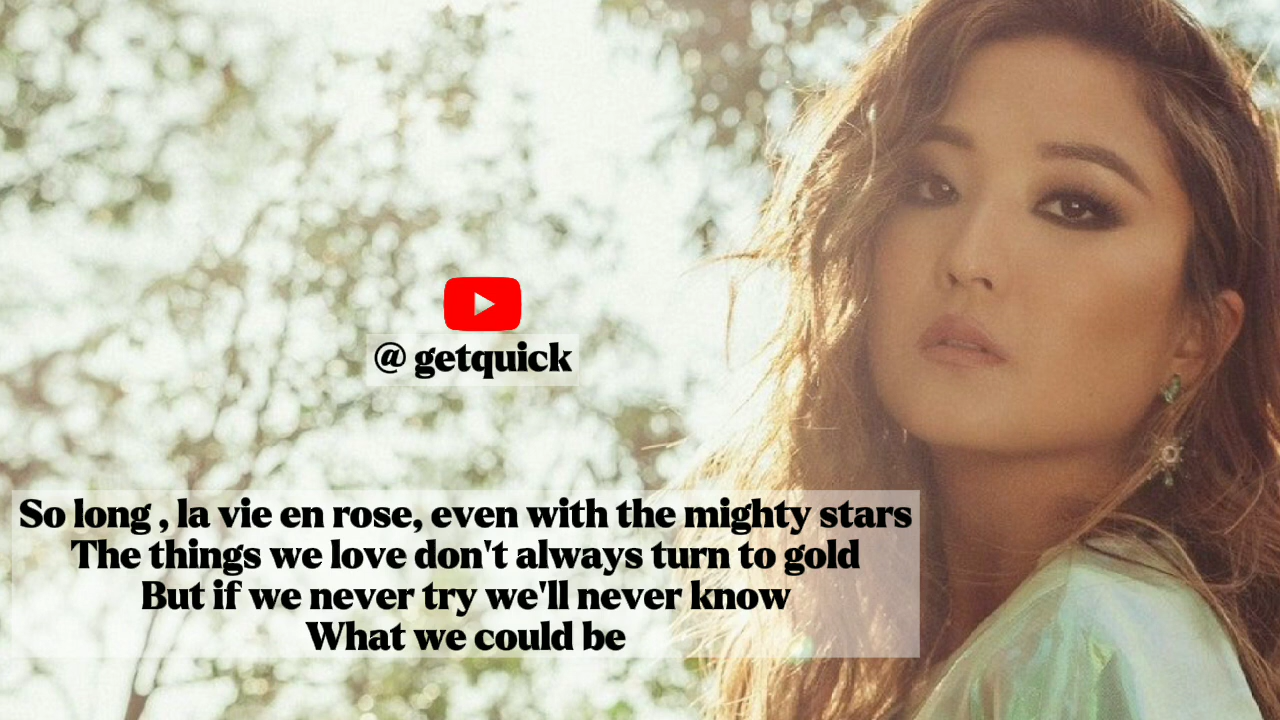 @ getquick
So long , la vie en rose, even with the mighty stars
The things we love don't always turn to gold
But if we never try we'll never know
What we could be